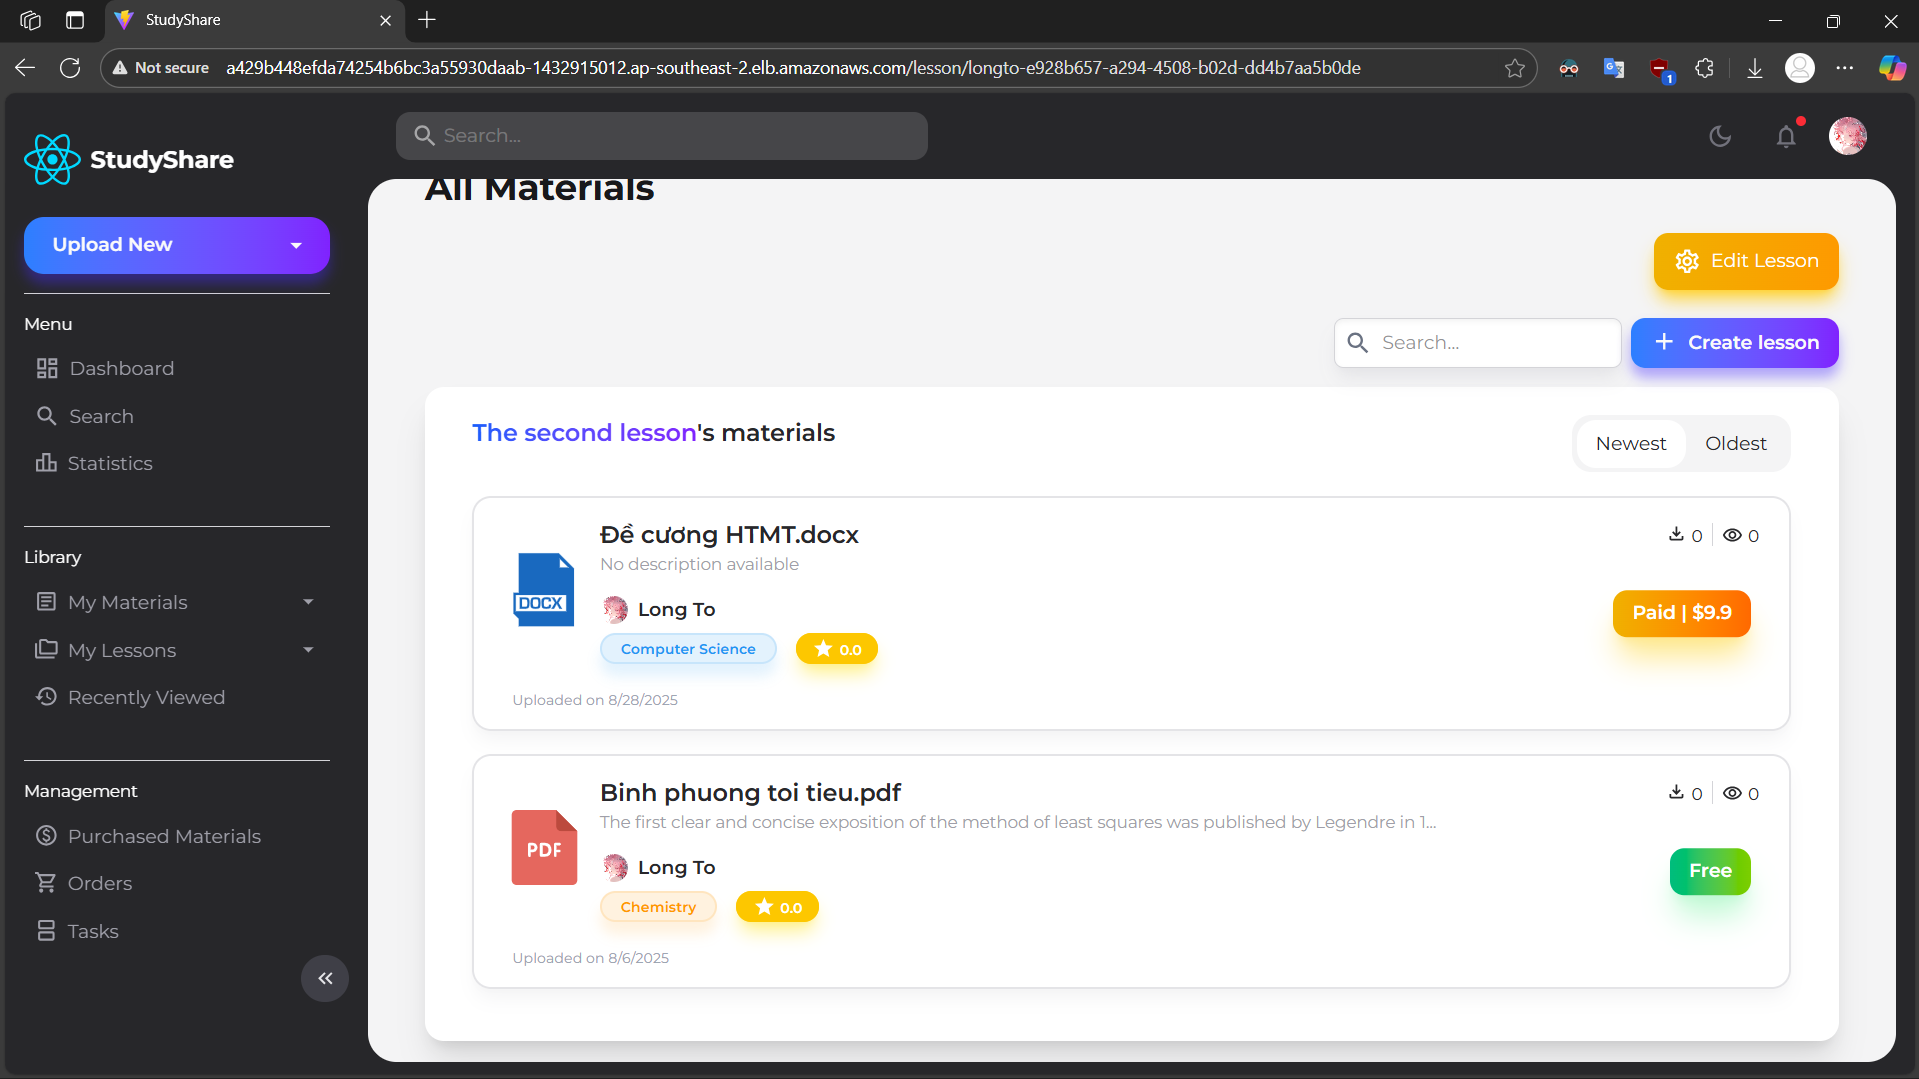 StudyShare
Not secure
a429b448efda74254b6bc3a55930daab-1432915012.ap-southeast-2.elb.amazonaws.com/lesson/longto-e928b657-a294-4508-b02d-dd4b7aa5b0de
1
StudyShare
Search...
Upload New
Menu
Dashboard
Search
Statistics
Library
My Materials
My Lessons
Recently Viewed
Management
Purchased Materials
Orders
Tasks
All Materials
Edit Lesson
Search...
Create lesson
The second lesson's materials
Newest
Oldest
Đề cương HTMT.docx
0
0
No description available
DOCX
Long To
Paid | $9.9
Computer Science
0.0
Uploaded on 8/28/2025
Binh phuong toi tieu.pdf
0
0
The first clear and concise exposition of the method of least squares was published by Legendre in 1...
PDF
Long To
Free
Chemistry
0.0
Uploaded on 8/6/2025